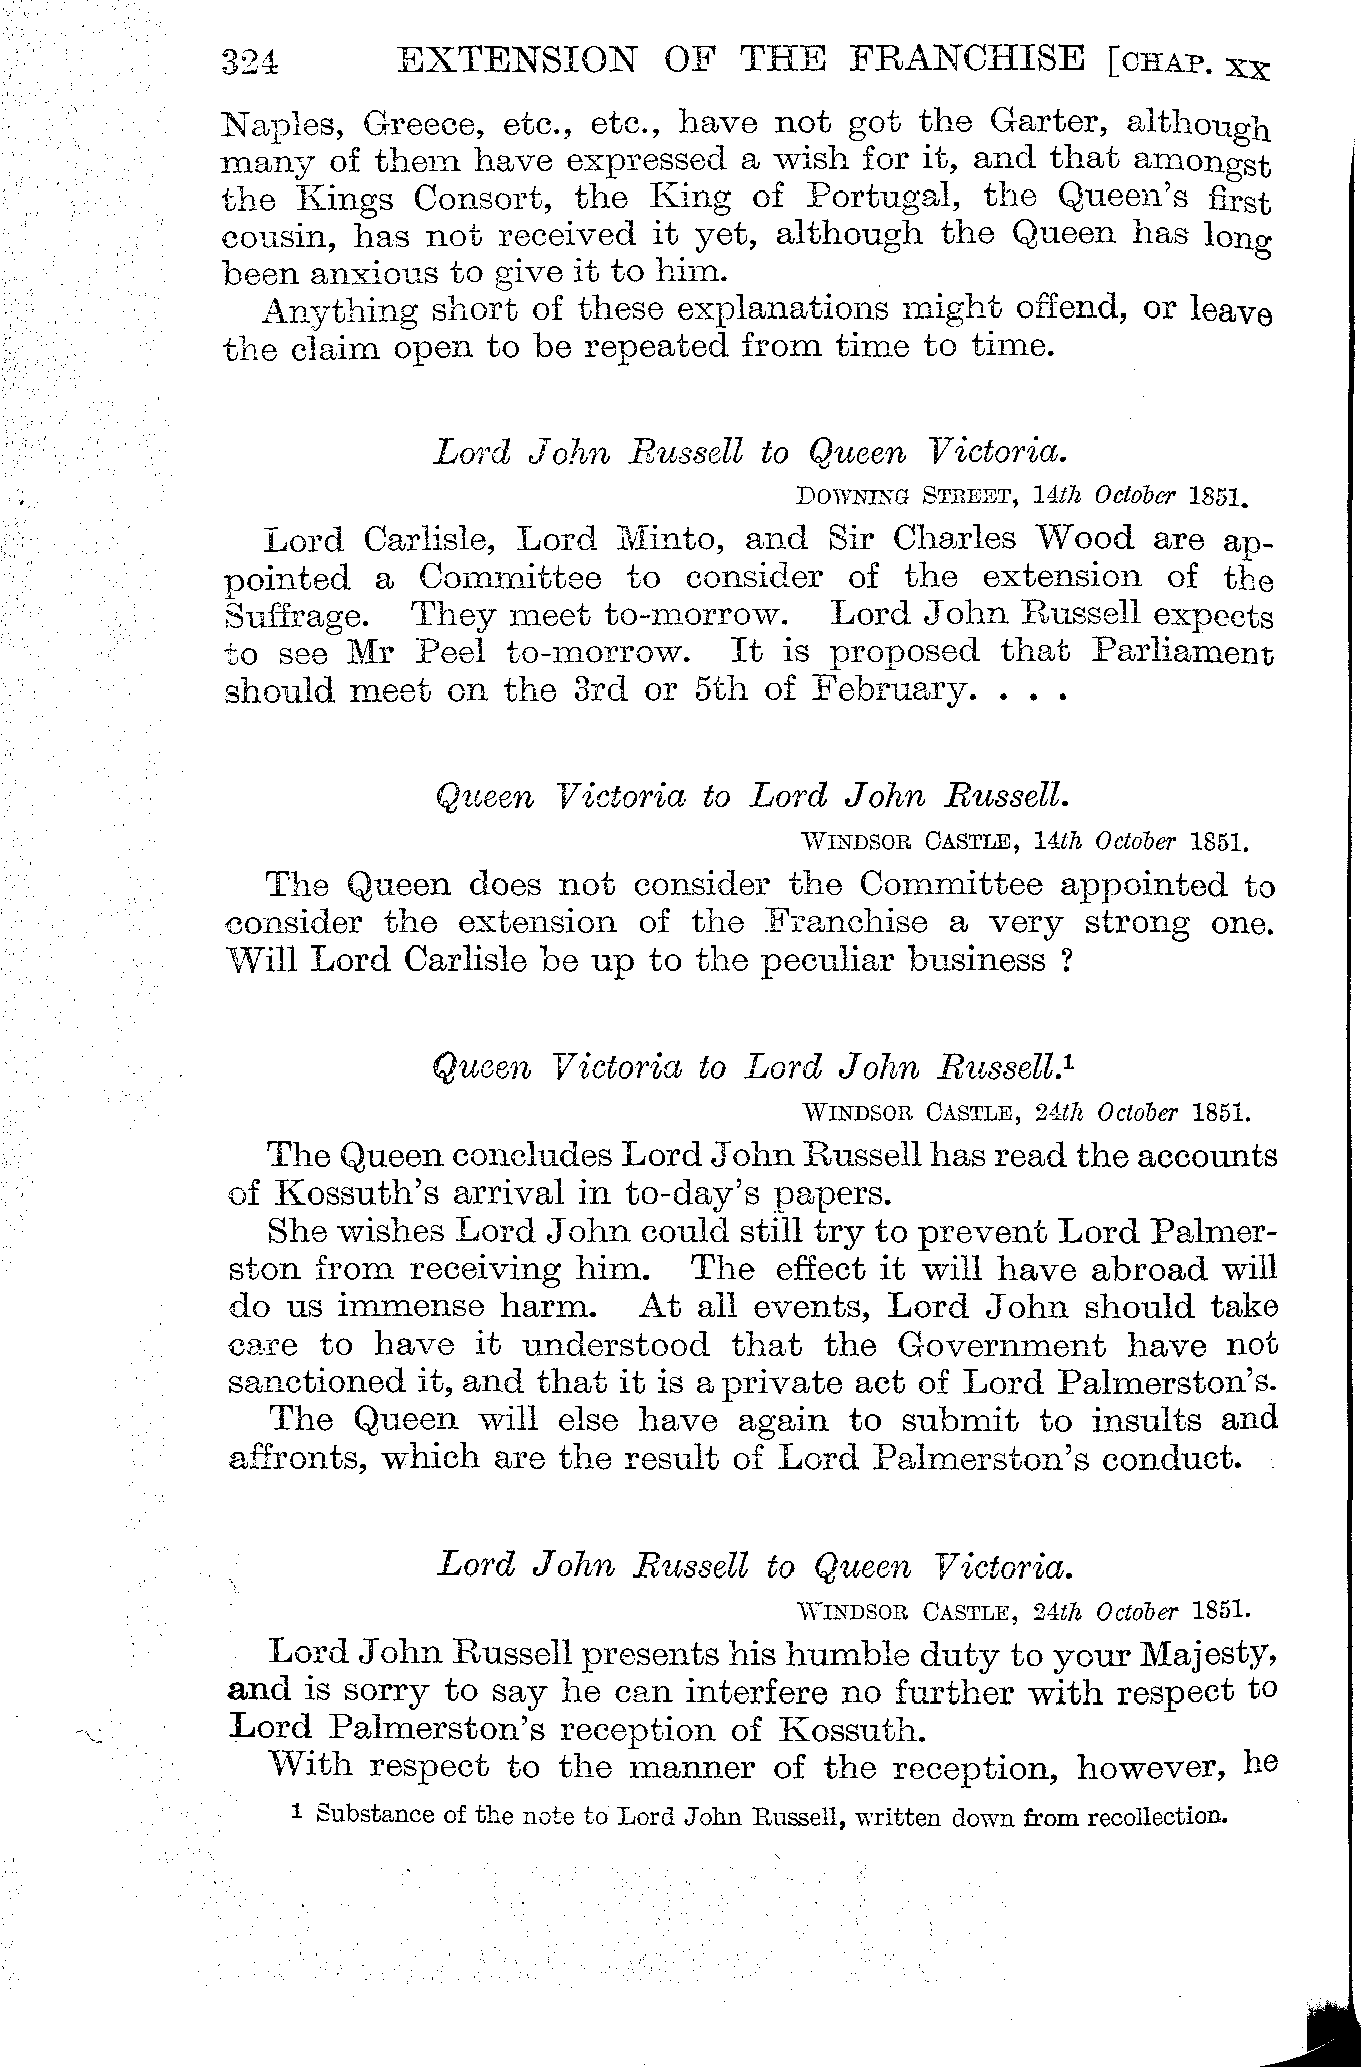 324 EXTENSION OF THE FRANCHISE [CHAP. XX
Naples, Greece, etc., etc., have not got the Garter, although
many of them have expressed a wish for it, and that amongst
the Kings Consort, the King of Portugal, the Queen's first
cousin, has not received it yet, although the Queen has long
been anxious to give it to him.
Anything short of these explanations might offend, or leave
the claim open to be repeated from time to time.
Lord John Russell to Queen Victoria.
DOWNING STREET, 14th October 1851.
Lord Carlisle, Lord Minto, and Sir Charles Wood are ap-
pointed a Committee to consider of the extension of the
Suffrage. They meet to-morrow. Lord John Russell expects
to see Mr Peel to-morrow. It is proposed that Parliament
should meet on the 3rd or 5th of February. . . .
Queen Victoria to Lord John Russell.
WINDSOR CASTLE, 14th October 1851.
The Queen does not consider the Committee appointed to
consider the extension of the Franchise a very strong one.
Will Lord Carlisle be up to the peculiar business ?
Queen Victoria to Lord John Russell.¹
WINDSOR CASTLE, 24th October 1851.
The Queen concludes Lord John Russell has read the accounts
of Kossuth's arrival in to-day's papers.
She wishes Lord John could still try to prevent Lord Palmer-
ston from receiving him. The effect it will have abroad will
do us immense harm. At all events, Lord John should take
care to have it understood that the Government have not
sanctioned it, and that it is a private act of Lord Palmerston's.
The Queen will else have again to submit to insults and
affronts, which are the result of Lord Palmerston's conduct.
Lord John Russell to Queen Victoria.
WINDSOR CASTLE, 24th October 1851.
Lord John Russell presents his humble duty to your Majesty,
and is sorry to say he can interfere no further with respect to
Lord Palmerston's reception of Kossuth.
With respect to the manner of the reception, however, he
¹ Substance of the note to Lord John Russell, written down from recollection.